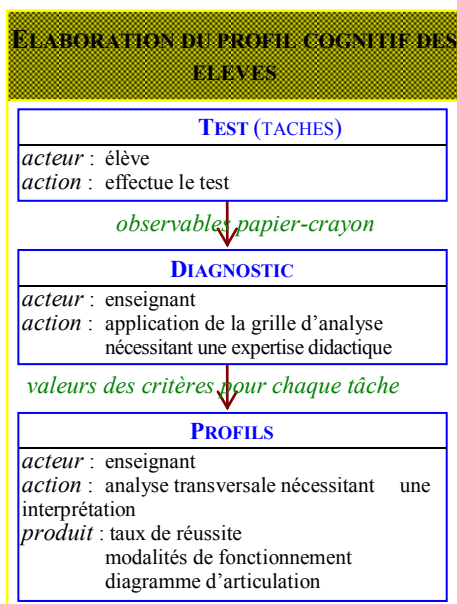 ELABORATION DU PROFIL COGNITIF DES
ELEVES
TEST (TACHES)
acteur : élève
action : effectue le test
observables papier-crayon
DIAGNOSTIC
acteur : enseignant
action : application de la grille d'analyse
nécessitant une expertise didactique
valeurs des critères pour chaque tâche
PROFILS
acteur : enseignant
action : analyse transversale nécessitant une
interprétation
produit : taux de réussite
modalités de fonctionnement
diagramme d'articulation